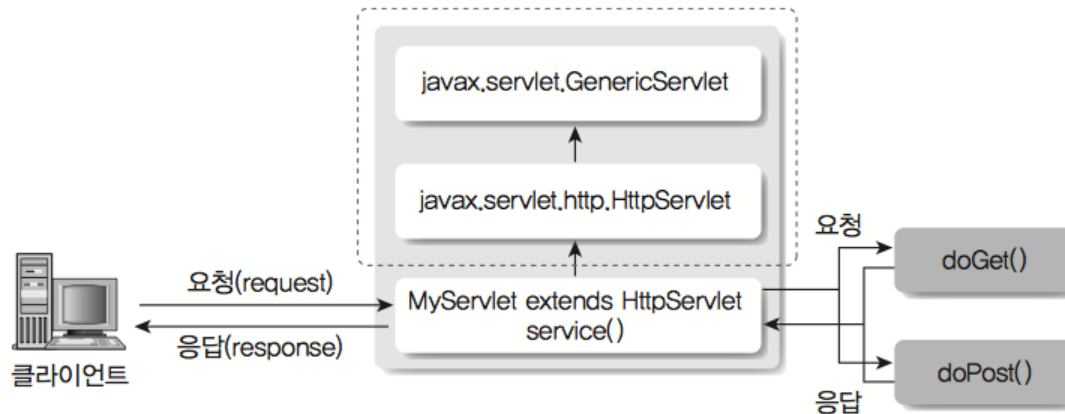 javax.servlet.GenericServlet
javax.servlet.http.HttpServlet
요청
doGet()
요청(request)
MyServlet extends HttpServlet
service()
응답(response)
클라이언트
doPost()
응답